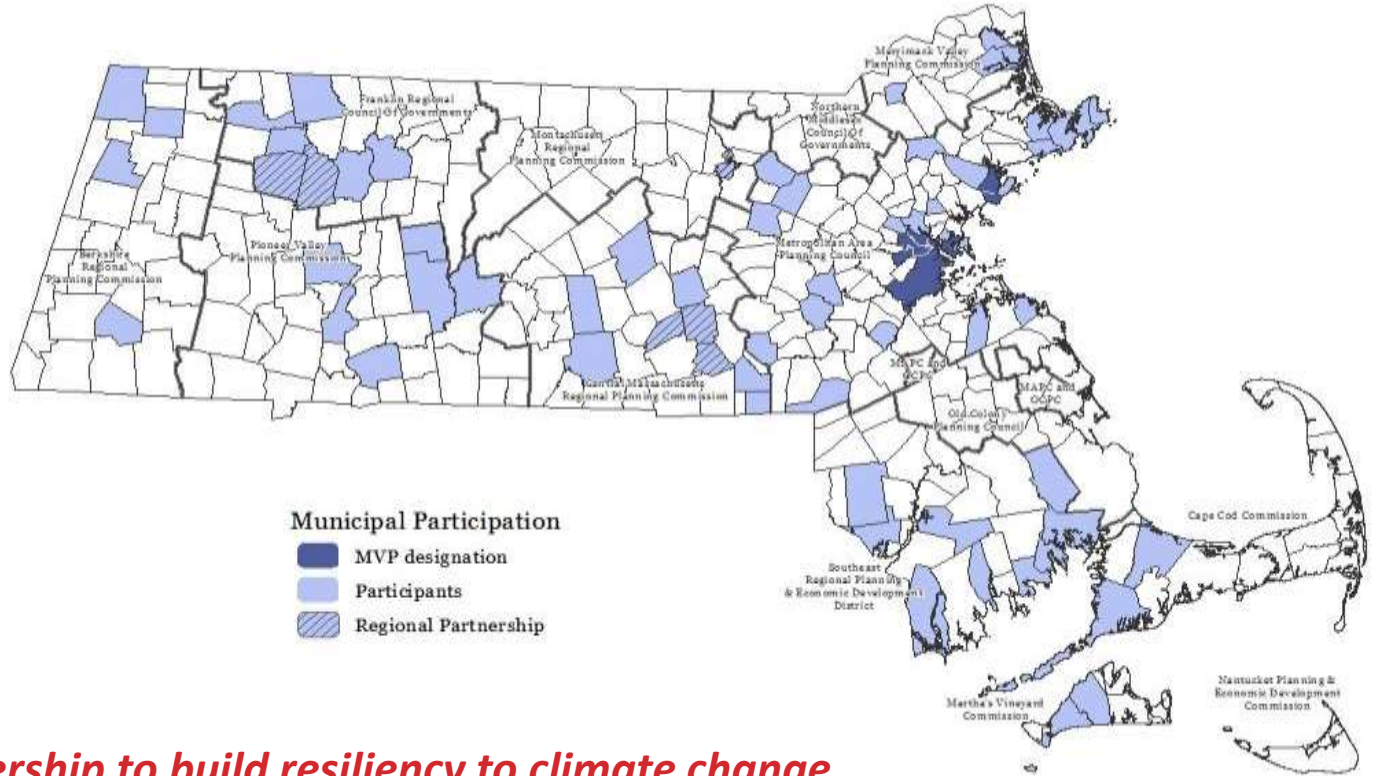 Merrimack Valley
Planning Commission
Franklin Regional
Council Of Governments
Northern
Middlesex
Council Of
Governments
Montachusett
Regional
Planning Commission
Berkshire
Regional
Planning Commission
Pioneer Valley
Planning Commission
Metropolitan Area
Planning Council
Central Massachusetts
Regional Planning Commission
MAPC and
OCPC
MAPC and
OCPC
Old Colony
Planning Council
Cape Cod Commission
Municipal Participation
MVP designation
Participants
Regional Partnership
Southeast
Regional Planning
& Economic Development
District
Martha's Vineyard
Commission
Nantucket Planning &
Economic Development
Commission
ership to build resiliency to climate change